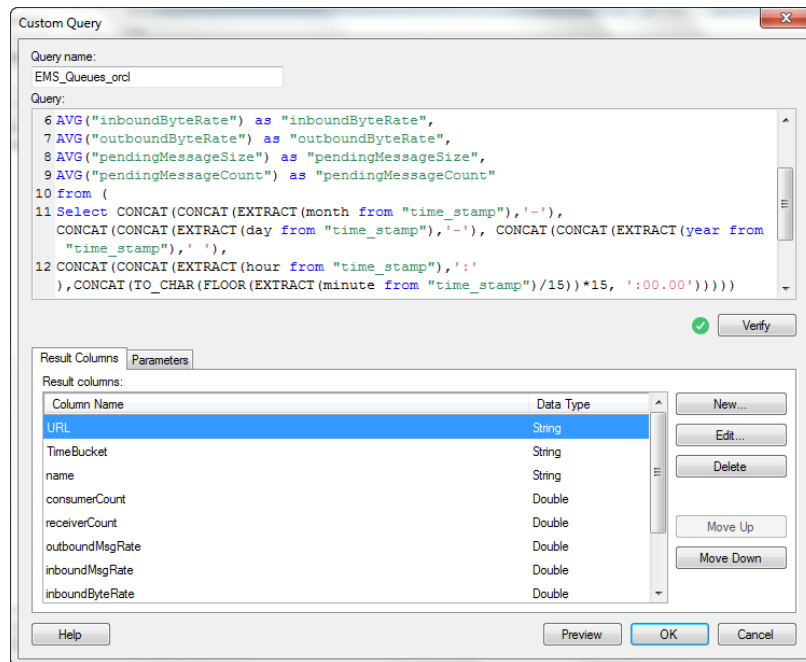 Custom Query
Query name:
EMS_Queues_orcl
Query:
6 AVG("inboundByteRate") as "inboundByteRate",
7 AVG("outboundByteRate") as "outboundByteRate",
8 AVG("pendingMessageSize") as "pendingMessageSize",
9 AVG("pendingMessageCount") as "pendingMessageCount"
10 from (
11 Select CONCAT(CONCAT(EXTRACT(month from "time_stamp"),'-'),
CONCAT(CONCAT(EXTRACT(day from "time_stamp"),'-'), CONCAT(CONCAT(EXTRACT(year from
"time_stamp"),' '),
12 CONCAT(CONCAT(EXTRACT(hour from "time_stamp"),':'
),CONCAT(TO_CHAR(FLOOR(EXTRACT(minute from "time_stamp")/15))*15, ':00.00')))))
Verify
Result Columns Parameters
Result columns:
Column Name Data Type
URL String
TimeBucket String
name String
consumerCount Double
receiverCount Double
outboundMsgRate Double
inboundMsgRate Double
inboundByteRate Double
New...
Edit...
Delete
Move Up
Move Down
Help Preview OK Cancel